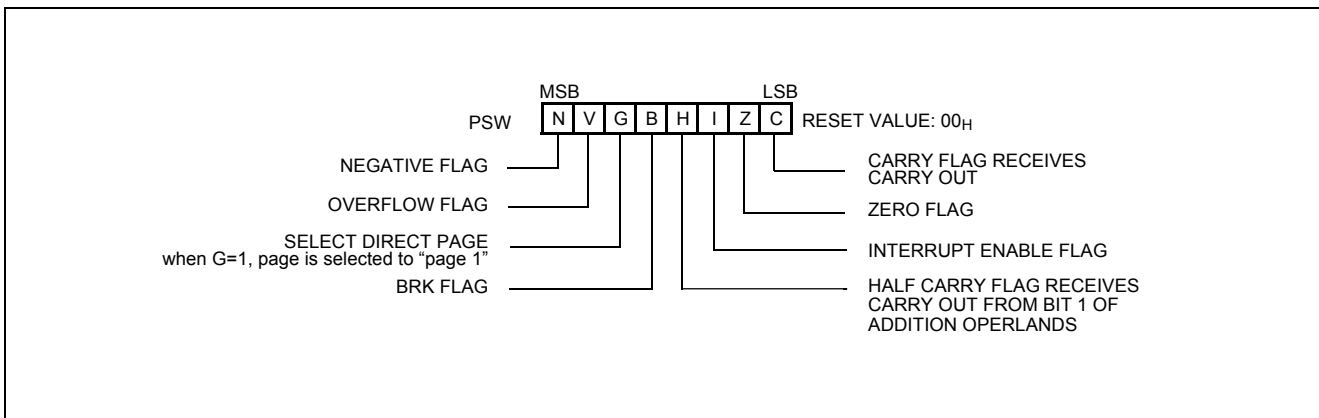 MSB LSB
PSW N V G B H I Z C RESET VALUE: 00H
NEGATIVE FLAG
OVERFLOW FLAG
SELECT DIRECT PAGE
when G=1, page is selected to “page 1”
BRK FLAG
CARRY FLAG RECEIVES
CARRY OUT
ZERO FLAG
INTERRUPT ENABLE FLAG
HALF CARRY FLAG RECEIVES
CARRY OUT FROM BIT 1 OF
ADDITION OPERLANDS